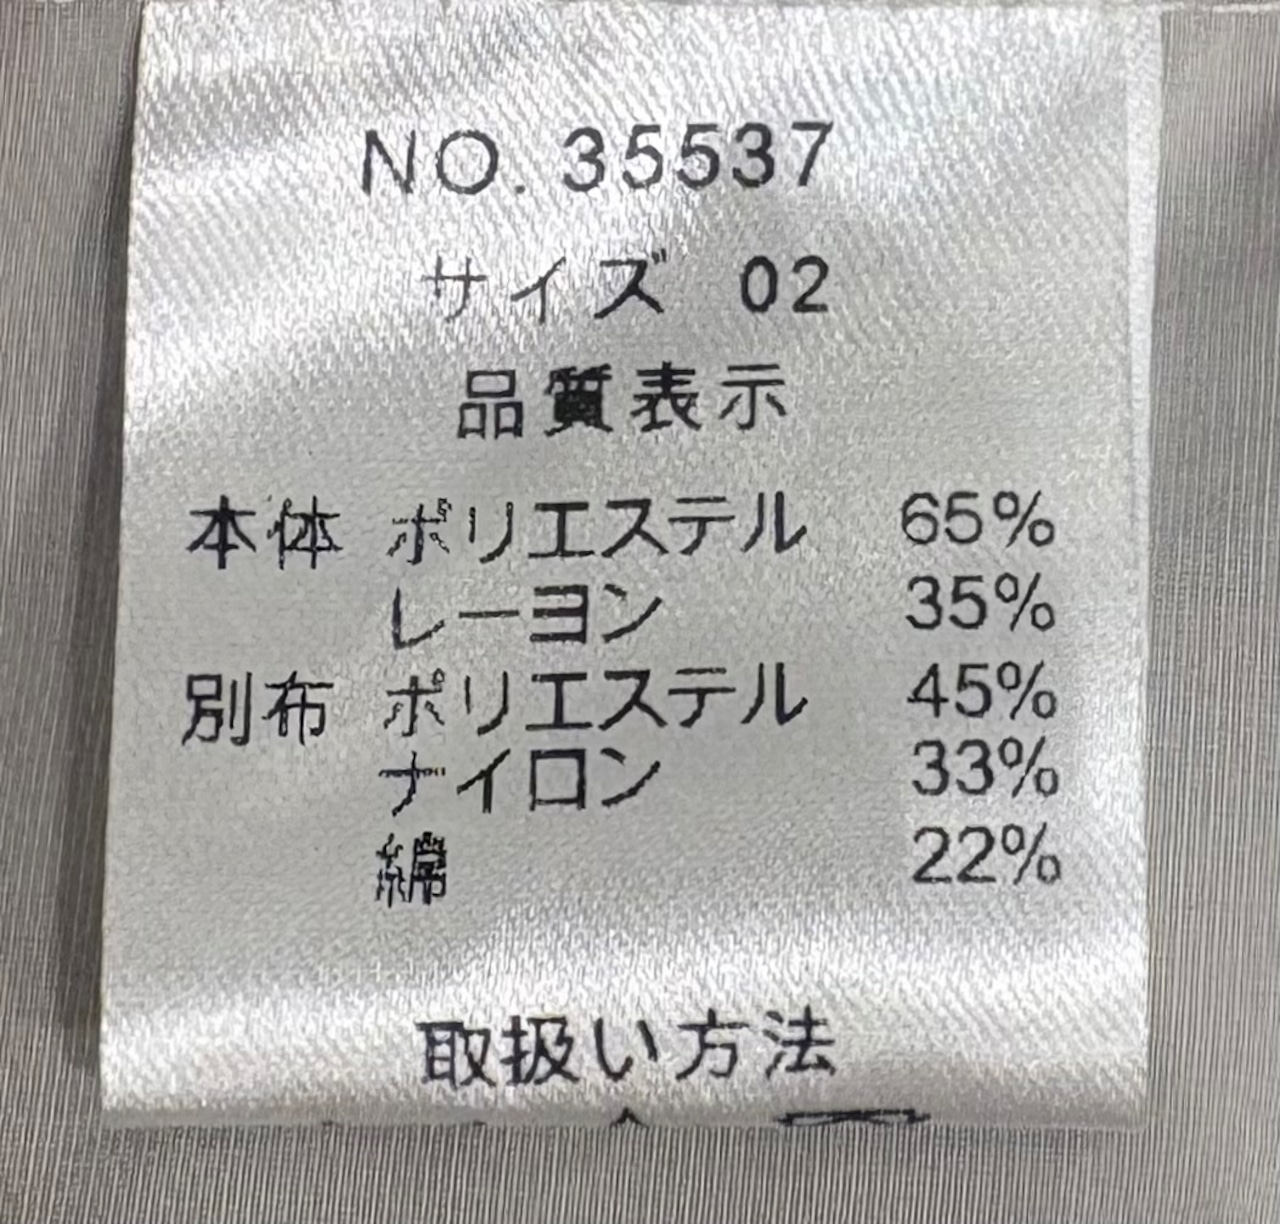 NO. 35537
サイズ 02
品質表示
本体 ポリエステル 65%
レーヨン 35%
別布 ポリエステル 45%
ナイロン 33%
綿 22%
取扱い方法